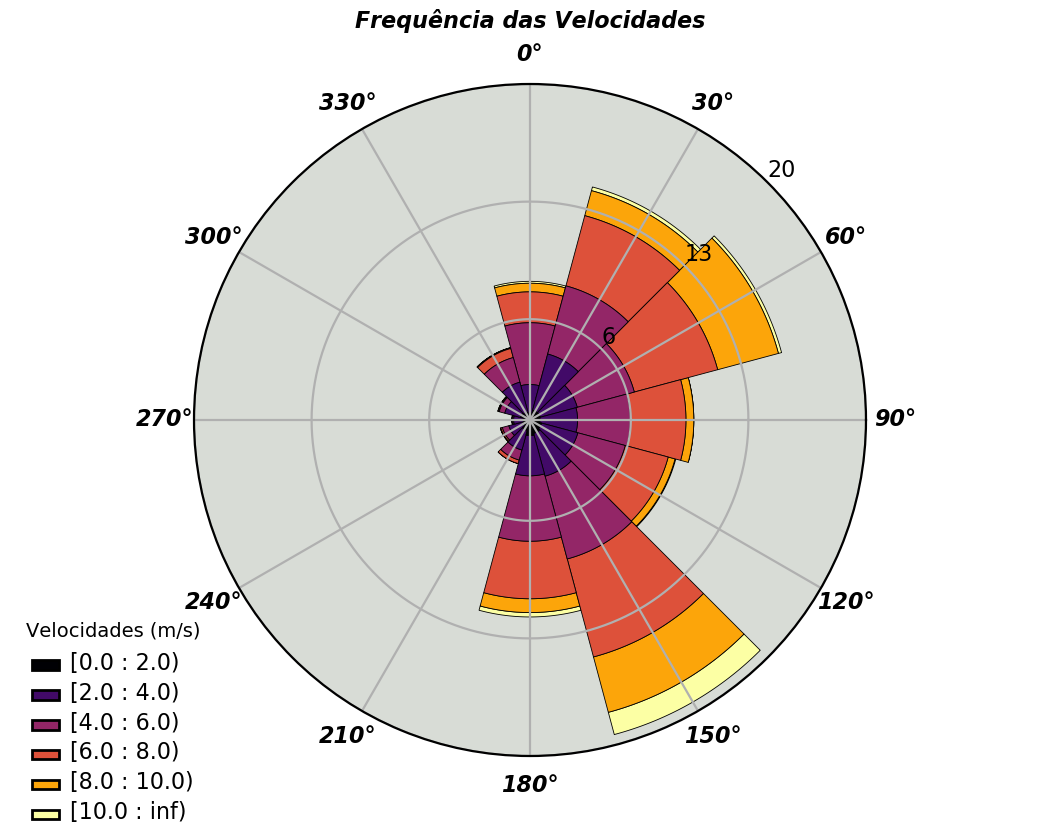 Frequência das Velocidades
0°
330°
30°
20
300°
60°
13
6
270°
90°
240°
120°
210°
150°
180°
Velocidades (m/s)
[0.0 : 2.0)
[2.0 : 4.0)
[4.0 : 6.0)
[6.0 : 8.0)
[8.0 : 10.0)
[10.0 : inf)